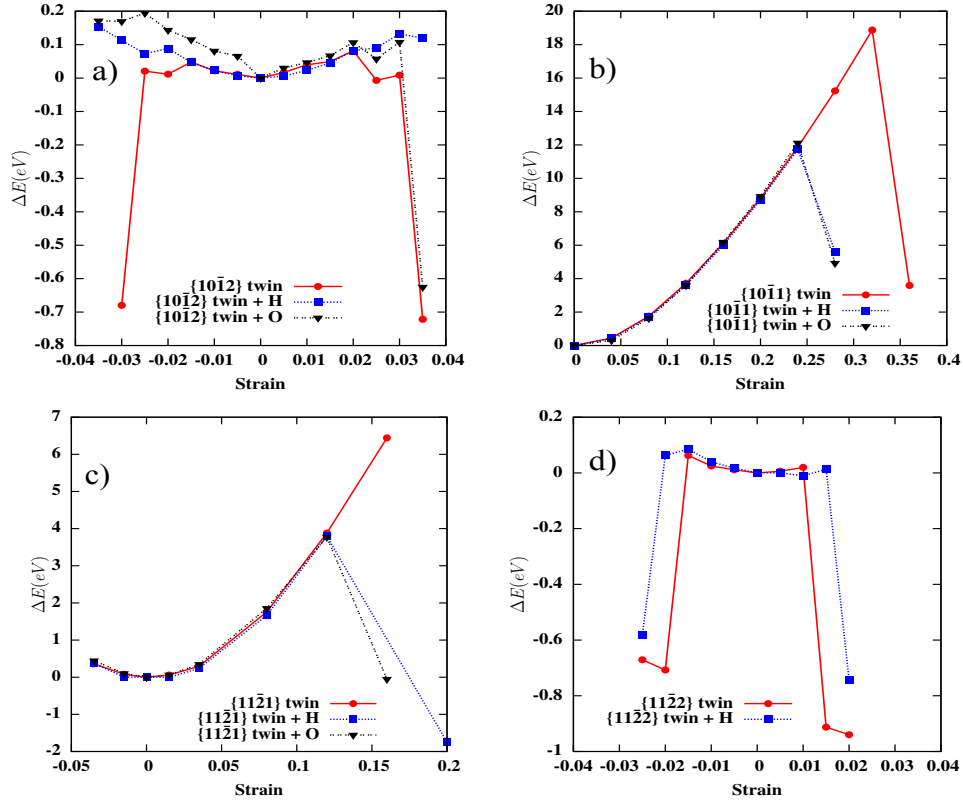 a)
ΔE(eV)
0.2
0.1
0
-0.1
-0.2
-0.3
-0.4
-0.5
-0.6
-0.7
-0.8
{101̄2} twin
{101̄2} twin + H
{101̄2} twin + O
-0.04 -0.03 -0.02 -0.01 0 0.01 0.02 0.03 0.04
Strain
b)
ΔE(eV)
20
18
16
14
12
10
8
6
4
2
0
{101̄1} twin
{101̄1} twin + H
{101̄1} twin + O
0 0.05 0.1 0.15 0.2 0.25 0.3 0.35 0.4
Strain
c)
ΔE(eV)
7
6
5
4
3
2
1
0
-1
-2
{112̄1} twin
{112̄1} twin + H
{112̄1} twin + O
-0.05 0 0.05 0.1 0.15 0.2
Strain
d)
ΔE(eV)
0.2
0
-0.2
-0.4
-0.6
-0.8
-1
{112̄2} twin
{112̄2} twin + H
-0.04 -0.03 -0.02 -0.01 0 0.01 0.02 0.03 0.04
Strain